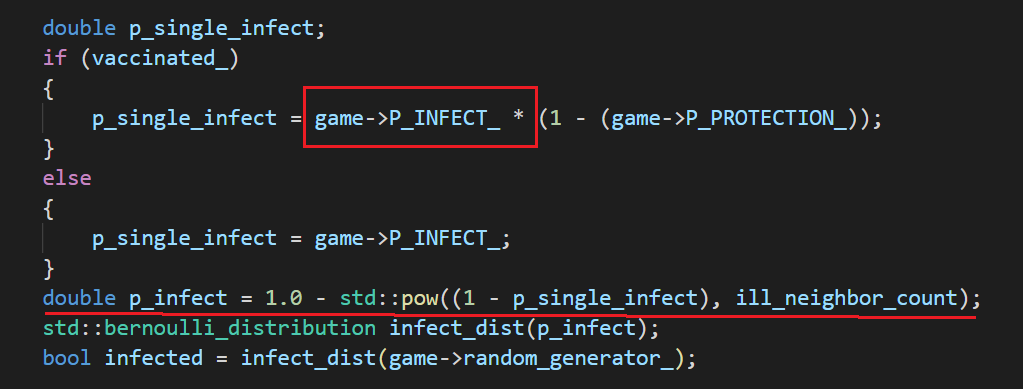 double p_single_infect;
if (vaccinated_)
{
    p_single_infect = game->P_INFECT_ * (1 - (game->P_PROTECTION_));
}
else
{
    p_single_infect = game->P_INFECT_;
}
double p_infect = 1.0 - std::pow((1 - p_single_infect), ill_neighbor_count);
std::bernoulli_distribution infect_dist(p_infect);
bool infected = infect_dist(game->random_generator_);